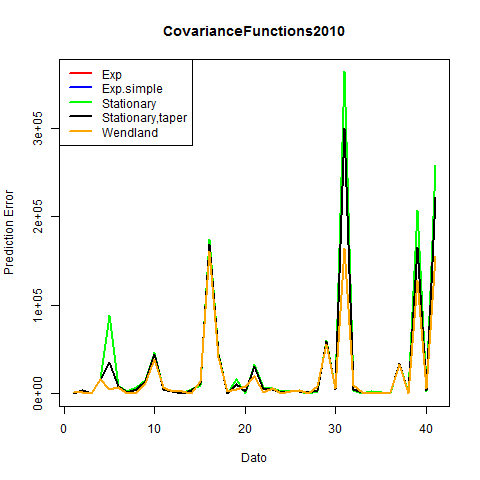 CovarianceFunctions2010
Exp
Exp.simple
Stationary
Stationary,taper
Wendland
Prediction Error
0e+00
1e+05
2e+05
3e+05
0
10
20
30
40
Dato